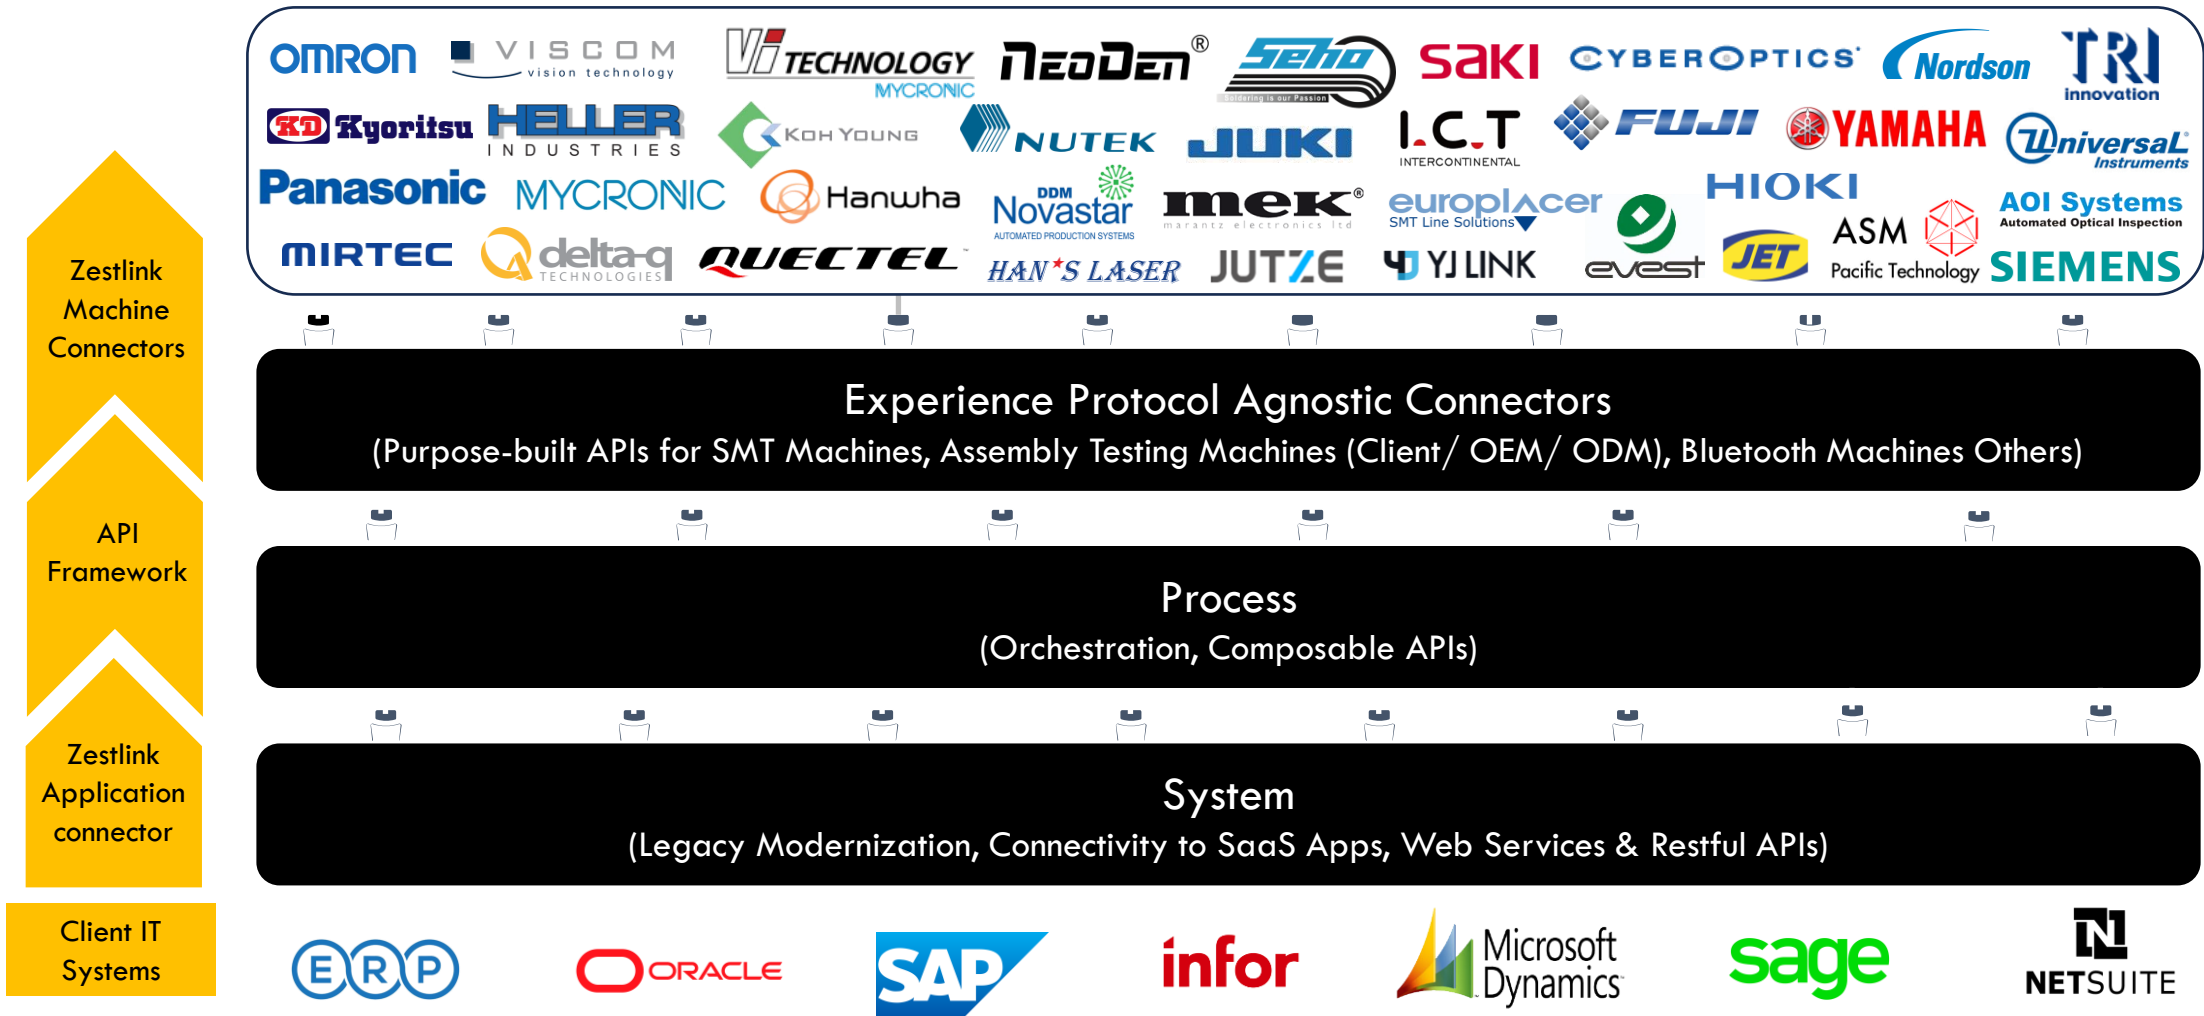 OMRON
VISCOM
vision technology
Vi TECHNOLOGY
MYCRONIC
NEODEN®
Seho
Soldering is our Passion
SAKI
CYBEROPTICS
Nordson
TRI
innovation
KD Kyoritsu
HELLER
INDUSTRIES
KOH YOUNG
NUTEK
JUKI
I.C.T
INTERCONTINENTAL
FUJI
YAMAHA
Universal®
Instruments
Panasonic
MYCRONIC
Hanwha
DDM
Novastar
AUTOMATED PRODUCTION SYSTEMS
mek®
marantz electronics ltd
europlacer
SMT Line Solutions
evest
HIOKI
JET
ASM
Pacific Technology
AOI Systems
Automated Optical Inspection
MIRTEC
delta-q
TECHNOLOGIES
QUECTEL
HAN*S LASER
JUTZE
YJ LINK
SIEMENS
Zestlink
Machine
Connectors
Experience Protocol Agnostic Connectors
(Purpose-built APIs for SMT Machines, Assembly Testing Machines (Client/ OEM/ ODM), Bluetooth Machines Others)
API
Framework
Process
(Orchestration, Composable APIs)
Zestlink
Application
connector
System
(Legacy Modernization, Connectivity to SaaS Apps, Web Services & Restful APIs)
Client IT
Systems
ERP
ORACLE
SAP
infor
Microsoft
Dynamics
sage
N
NETSUITE